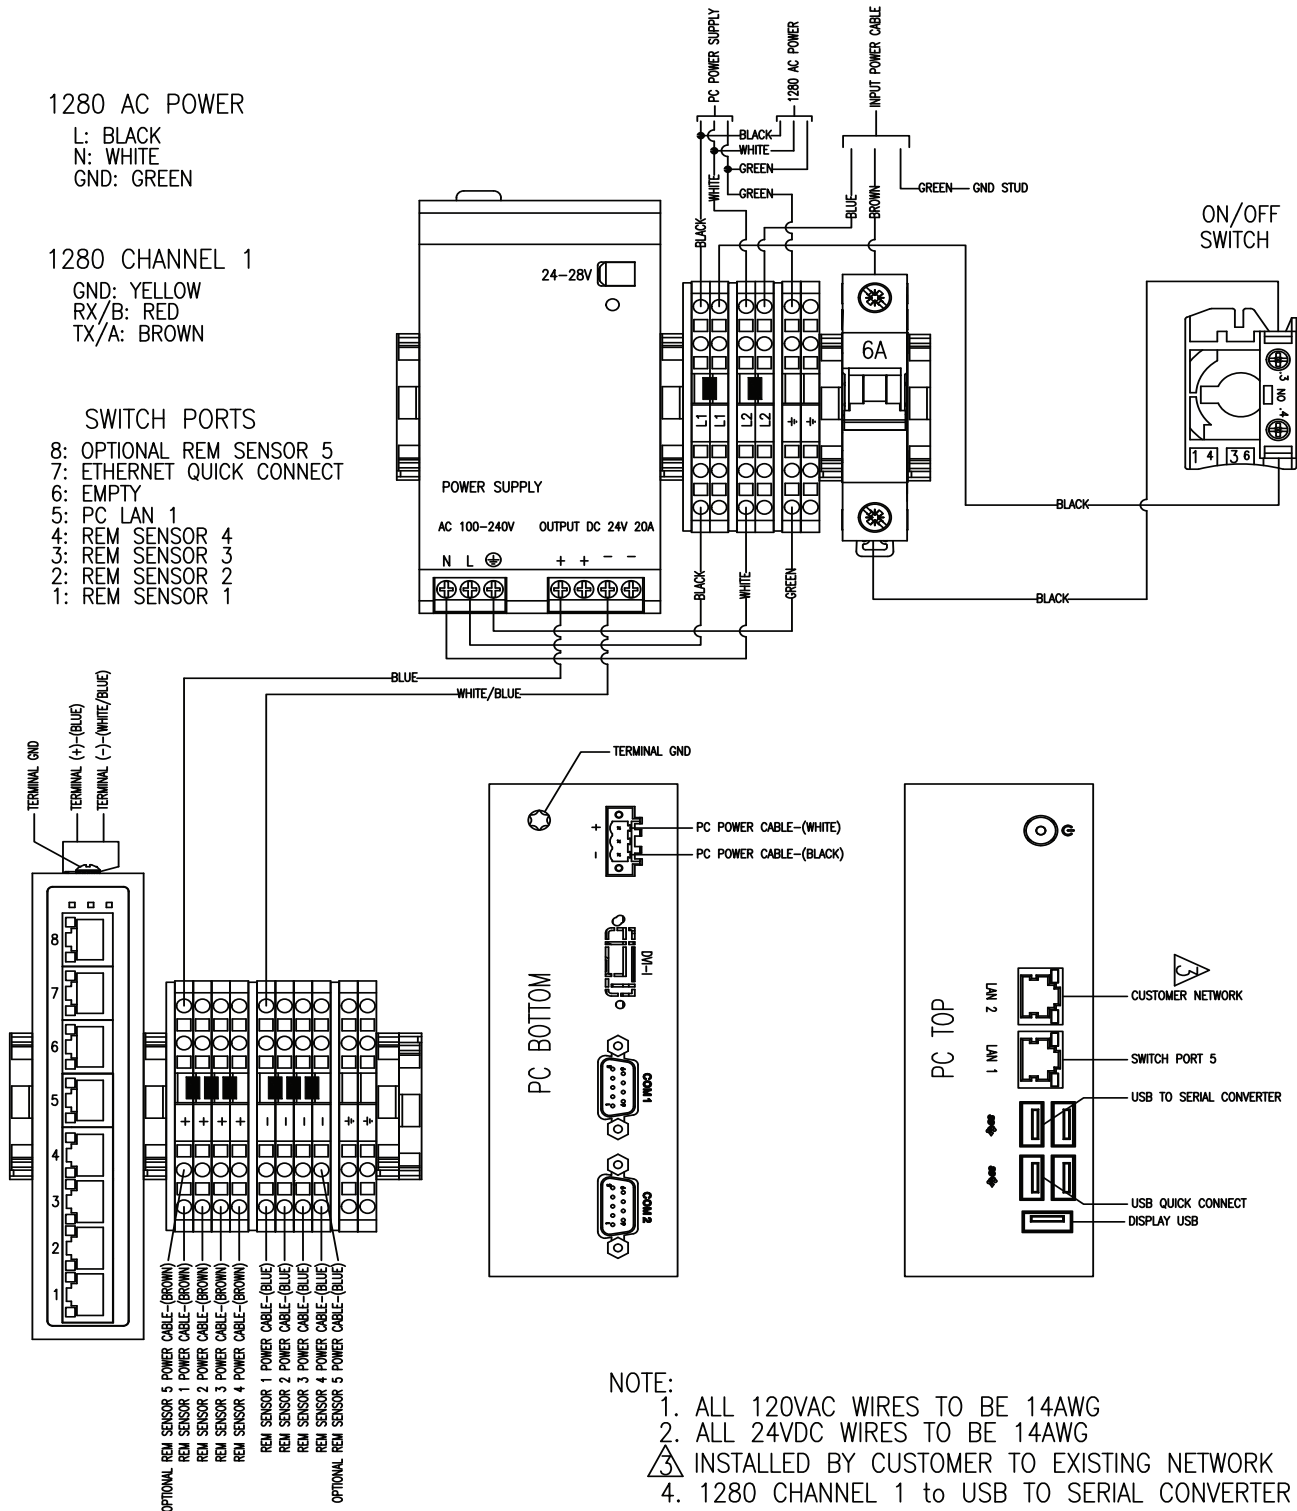 PC POWER SUPPLY
1280 AC POWER
INPUT POWER CABLE
1280 AC POWER
L: BLACK
N: WHITE
GND: GREEN
BLACK
WHITE
GREEN
GREEN
WHITE
BLACK
BLUE
BROWN
GREEN
GND STUD
ON/OFF
SWITCH
1280 CHANNEL 1
GND: YELLOW
RX/B: RED
TX/A: BROWN
24-28V
6A
L1
L1
L2
L2
.3
NO
.4
1 4
3 6
SWITCH PORTS
8: OPTIONAL REM SENSOR 5
7: ETHERNET QUICK CONNECT
6: EMPTY
5: PC LAN 1
4: REM SENSOR 4
3: REM SENSOR 3
2: REM SENSOR 2
1: REM SENSOR 1
POWER SUPPLY
AC 100-240V
OUTPUT DC 24V 20A
N L
+ + - -
BLACK
WHITE
GREEN
BLACK
BLACK
BLUE
WHITE/BLUE
TERMINAL GND
TERMINAL (+)-(BLUE)
TERMINAL (-)-(WHITE/BLUE)
8
7
6
5
4
3
2
1
+ + + + - - - -
OPTIONAL REM SENSOR 5 POWER CABLE-(BROWN)
REM SENSOR 1 POWER CABLE-(BROWN)
REM SENSOR 2 POWER CABLE-(BROWN)
REM SENSOR 3 POWER CABLE-(BROWN)
REM SENSOR 4 POWER CABLE-(BROWN)
REM SENSOR 1 POWER CABLE-(BLUE)
REM SENSOR 2 POWER CABLE-(BLUE)
REM SENSOR 3 POWER CABLE-(BLUE)
REM SENSOR 4 POWER CABLE-(BLUE)
OPTIONAL REM SENSOR 5 POWER CABLE-(BLUE)
TERMINAL GND
+
-
PC POWER CABLE-(WHITE)
PC POWER CABLE-(BLACK)
DVI-I
PC BOTTOM
COM 1
COM 2
PC TOP
LAN 2
LAN 1
3
CUSTOMER NETWORK
SWITCH PORT 5
USB TO SERIAL CONVERTER
USB QUICK CONNECT
DISPLAY USB
NOTE:
1. ALL 120VAC WIRES TO BE 14AWG
2. ALL 24VDC WIRES TO BE 14AWG
3 INSTALLED BY CUSTOMER TO EXISTING NETWORK
4. 1280 CHANNEL 1 to USB TO SERIAL CONVERTER